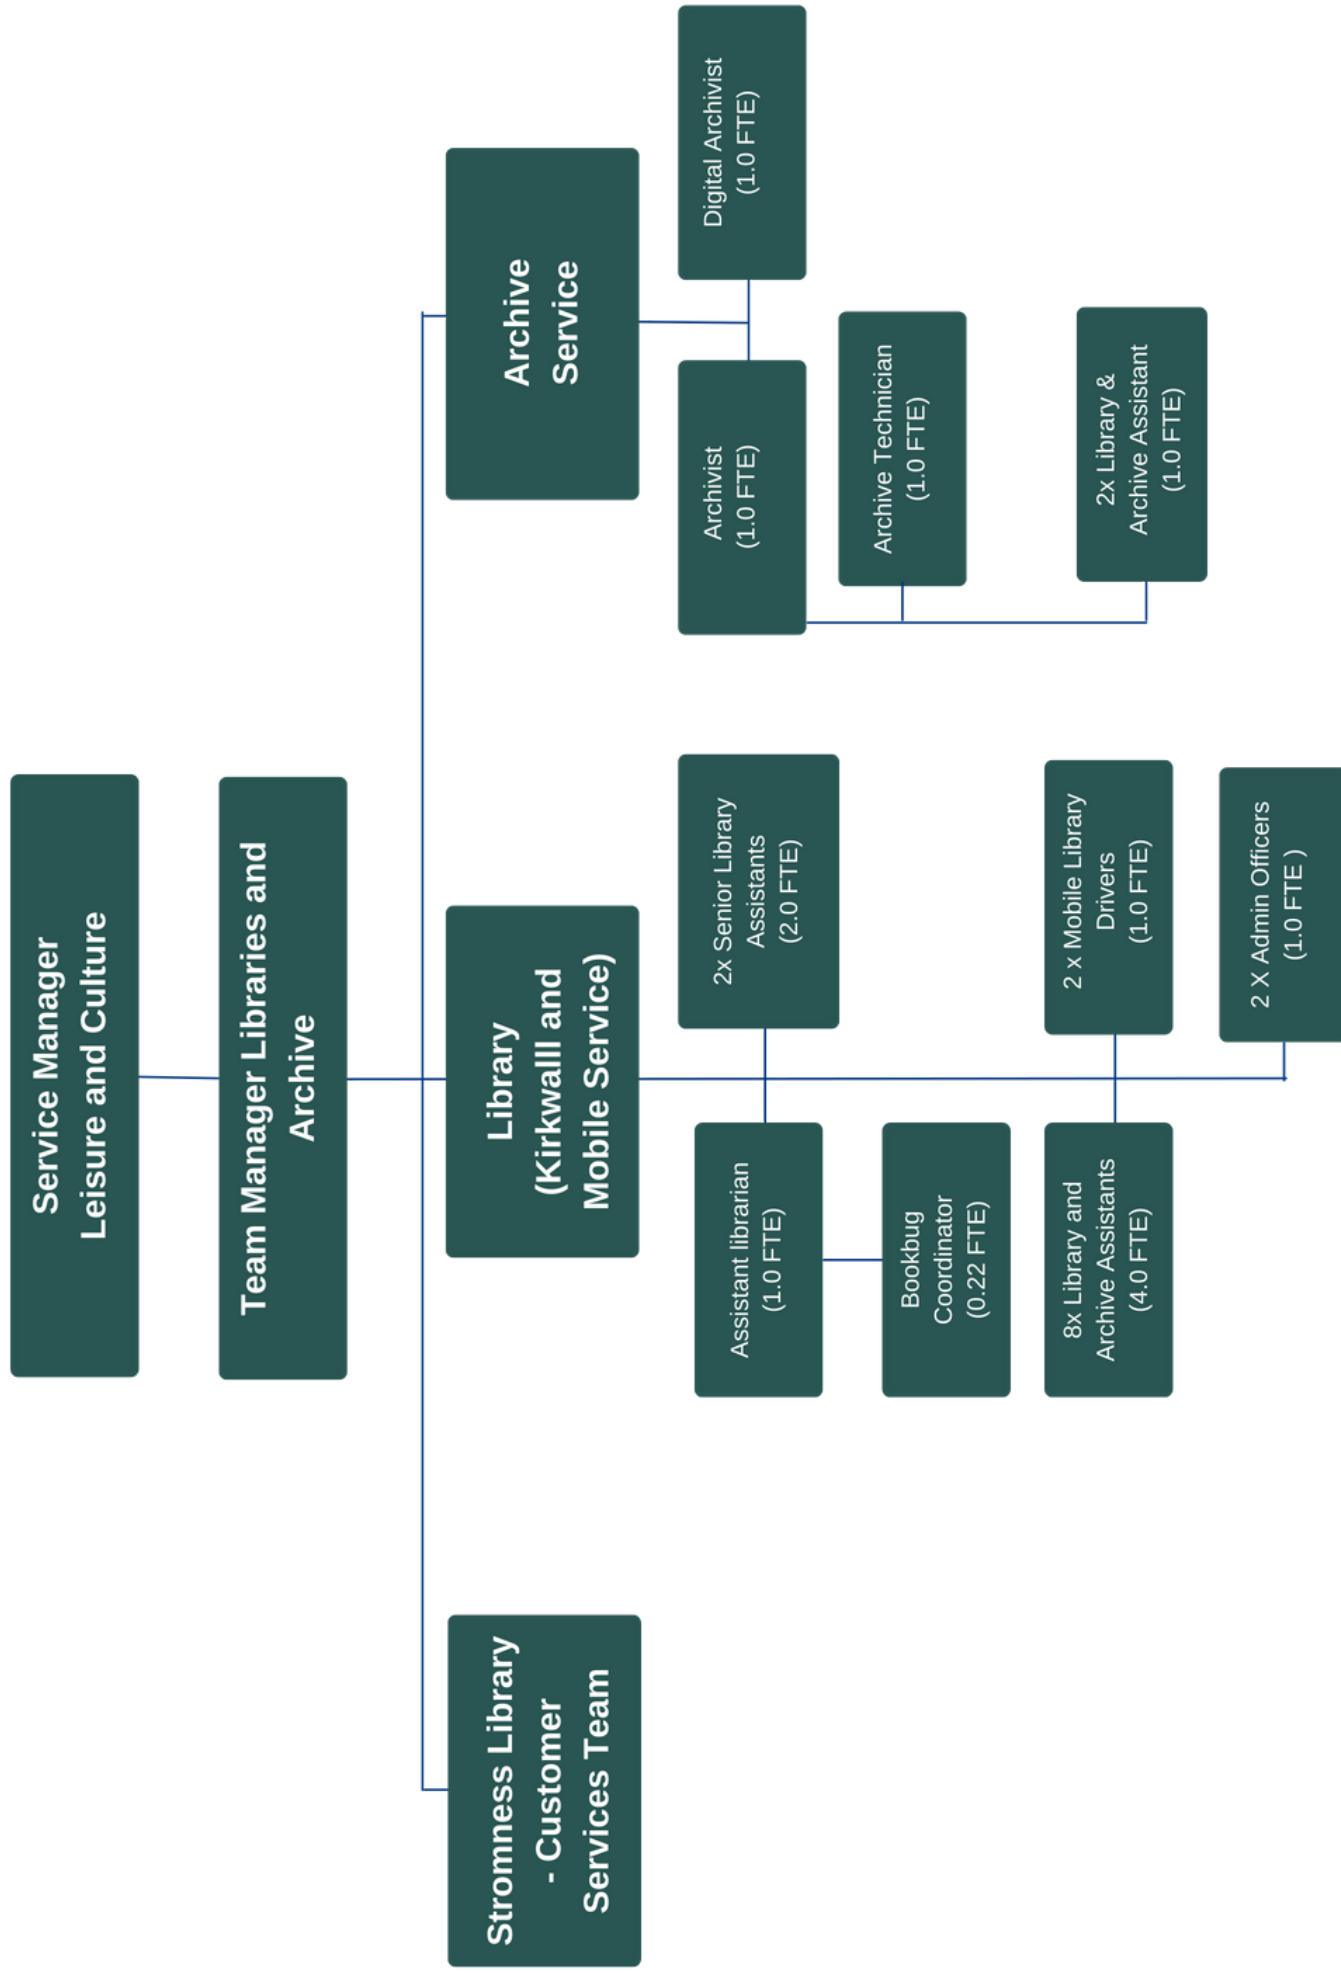 Service Manager
Leisure and Culture
Team Manager Libraries and
Archive
Stromness Library
- Customer
Services Team
Library
(Kirkwalll and
Mobile Service)
Archive
Service
Assistant librarian
(1.0 FTE)
2x Senior Library
Assistants
(2.0 FTE)
Bookbug
Coordinator
(0.22 FTE)
8x Library and
Archive Assistants
(4.0 FTE)
2 x Mobile Library
Drivers
(1.0 FTE)
2 X Admin Officers
(1.0 FTE )
Archivist
(1.0 FTE)
Digital Archivist
(1.0 FTE)
Archive Technician
(1.0 FTE)
2x Library &
Archive Assistant
(1.0 FTE)